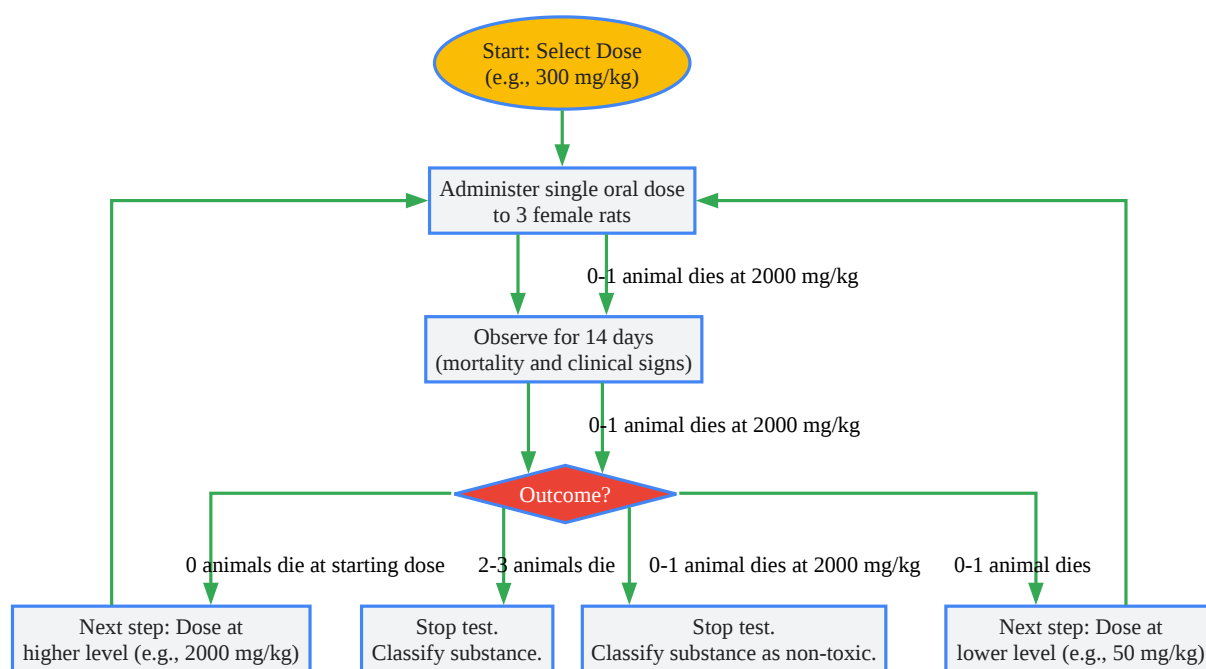 Start: Select Dose
(e.g., 300 mg/kg)
Administer single oral dose
to 3 female rats
0-1 animal dies at 2000 mg/kg
Observe for 14 days
(mortality and clinical signs)
0-1 animal dies at 2000 mg/kg
Outcome?
0 animals die at starting dose
2-3 animals die
0-1 animal dies at 2000 mg/kg
0-1 animal dies
Next step: Dose at
higher level (e.g., 2000 mg/kg)
Stop test.
Classify substance.
Stop test.
Classify substance as non-toxic.
Next step: Dose at
lower level (e.g., 50 mg/kg)